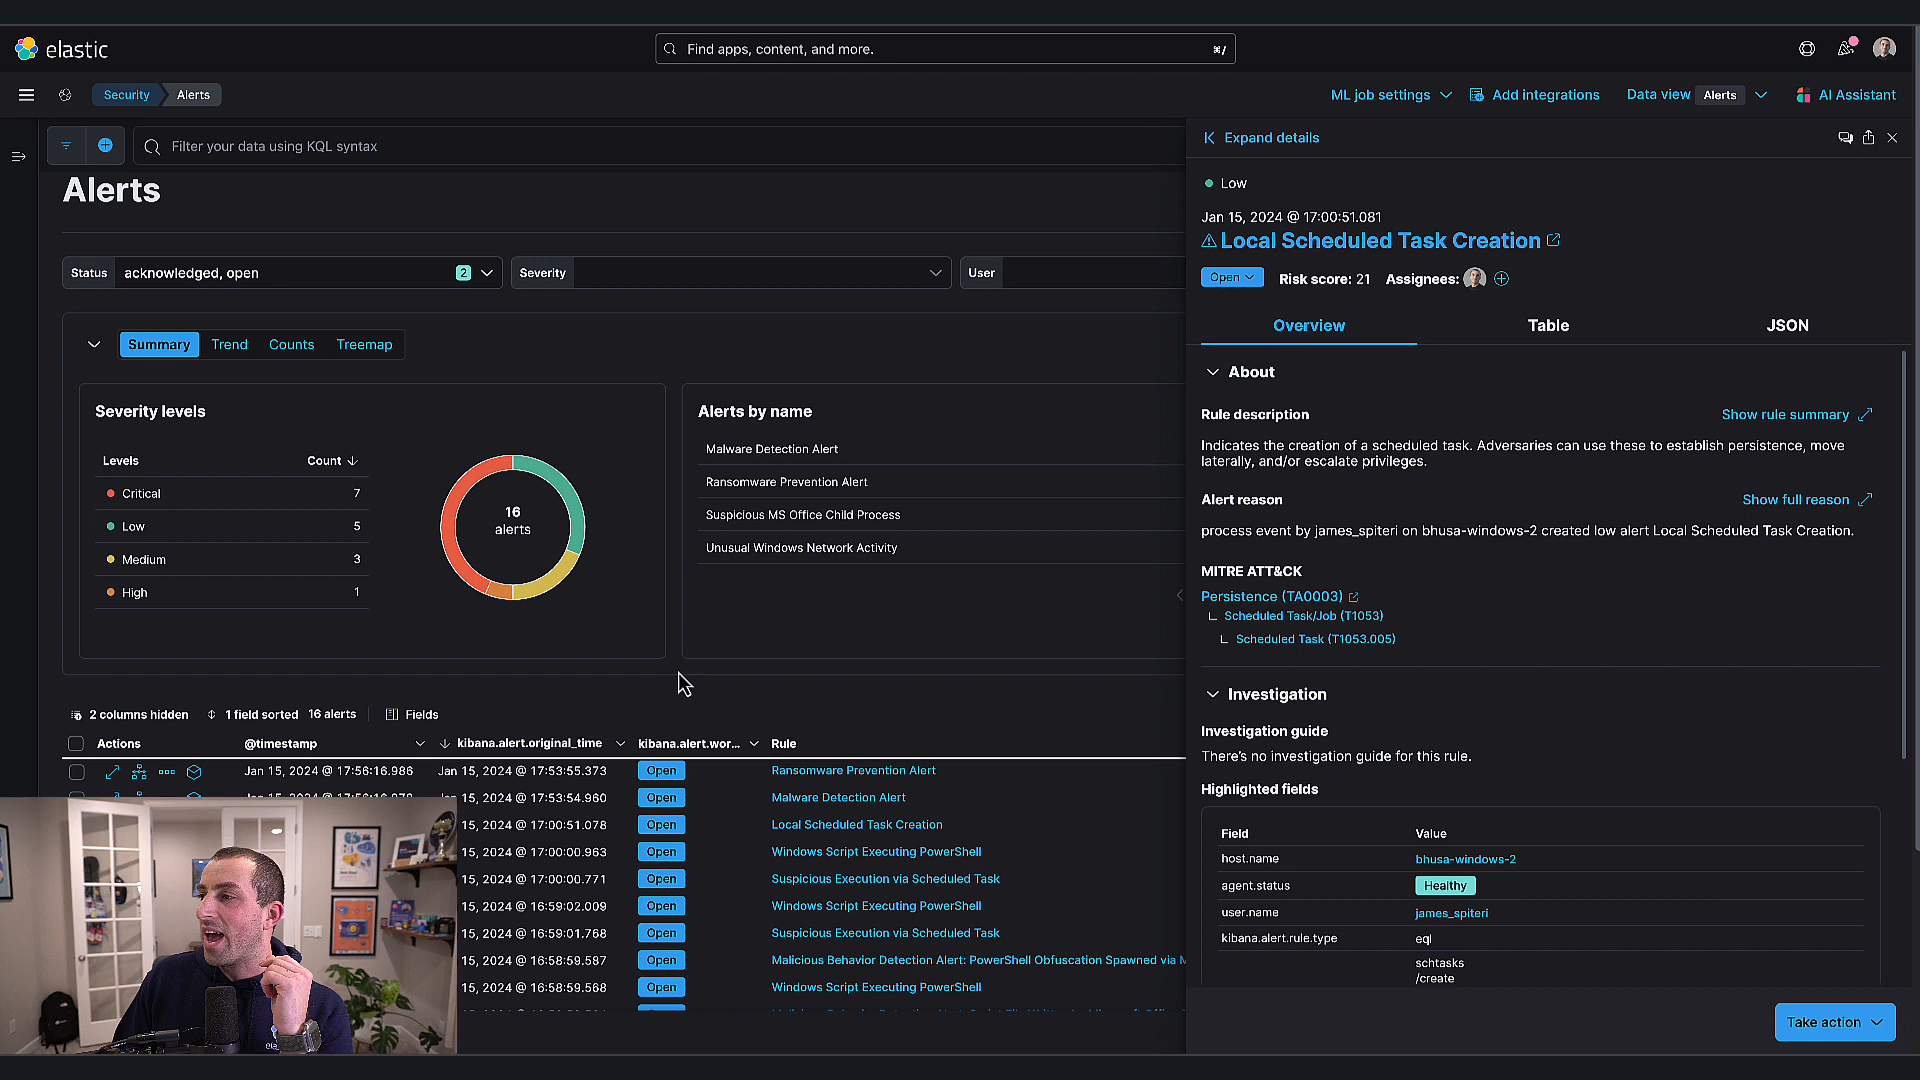 elastic
Find apps, content, and more.
⌘/
Security
Alerts
ML job settings
Add integrations
Data view
Alerts
AI Assistant
Filter your data using KQL syntax
Alerts
Status
acknowledged, open
2
Severity
User
Summary
Trend
Counts
Treemap
Severity levels
Levels
Count
Critical
7
Low
5
Medium
3
High
1
16
alerts
Alerts by name
Malware Detection Alert
Ransomware Prevention Alert
Suspicious MS Office Child Process
Unusual Windows Network Activity
2 columns hidden
1 field sorted
16 alerts
Fields
Actions
@timestamp
kibana.alert.original_time
kibana.alert.wor...
Rule
Jan 15, 2024 @ 17:56:16.986
Jan 15, 2024 @ 17:53:55.373
Open
Ransomware Prevention Alert
15, 2024 @ 17:53:54.960
Open
Malware Detection Alert
15, 2024 @ 17:00:51.078
Open
Local Scheduled Task Creation
15, 2024 @ 17:00:00.963
Open
Windows Script Executing PowerShell
15, 2024 @ 17:00:00.771
Open
Suspicious Execution via Scheduled Task
15, 2024 @ 16:59:02.009
Open
Windows Script Executing PowerShell
15, 2024 @ 16:59:01.768
Open
Suspicious Execution via Scheduled Task
15, 2024 @ 16:58:59.587
Open
Malicious Behavior Detection Alert: PowerShell Obfuscation Spawned via M
15, 2024 @ 16:58:59.568
Open
Windows Script Executing PowerShell
Expand details
Low
Jan 15, 2024 @ 17:00:51.081
Local Scheduled Task Creation
Open
Risk score: 21
Assignees:
Overview
Table
JSON
About
Rule description
Show rule summary
Indicates the creation of a scheduled task. Adversaries can use these to establish persistence, move
laterally, and/or escalate privileges.
Alert reason
Show full reason
process event by james_spiteri on bhusa-windows-2 created low alert Local Scheduled Task Creation.
MITRE ATT&CK
Persistence (TA0003)
Scheduled Task/Job (T1053)
Scheduled Task (T1053.005)
Investigation
Investigation guide
There's no investigation guide for this rule.
Highlighted fields
Field
Value
host.name
bhusa-windows-2
agent.status
Healthy
user.name
james_spiteri
kibana.alert.rule.type
eql
schtasks
/create
Take action